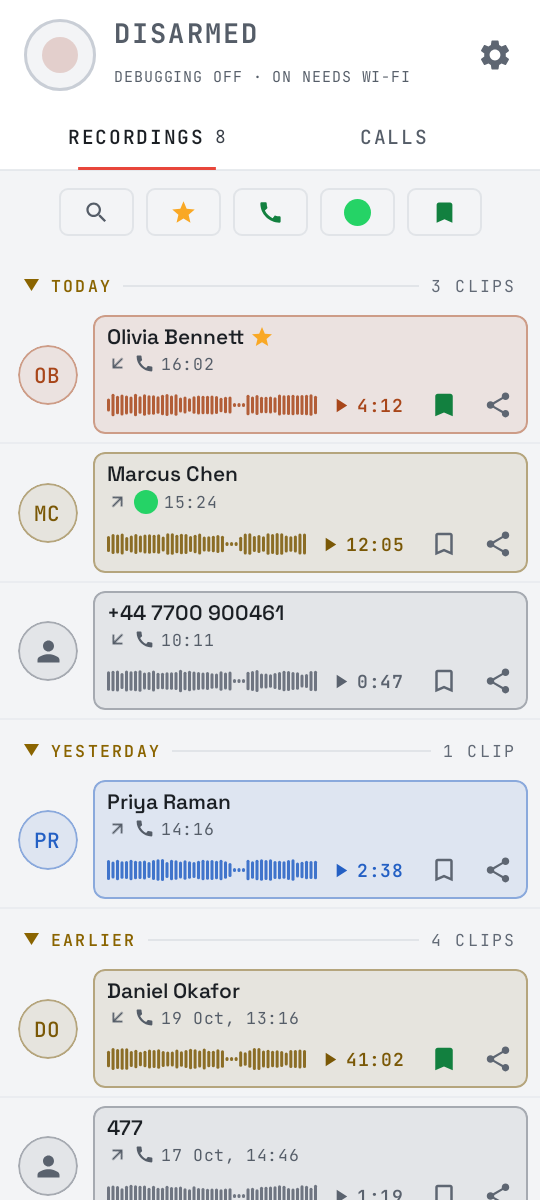 DISARMED
DEBUGGING OFF · ON NEEDS WI-FI
RECORDINGS 8
CALLS
TODAY
3 CLIPS
OB
Olivia Bennett
16:02
4:12
MC
Marcus Chen
15:24
12:05
+44 7700 900461
10:11
0:47
YESTERDAY
1 CLIP
PR
Priya Raman
14:16
2:38
EARLIER
4 CLIPS
DO
Daniel Okafor
19 Oct, 13:16
41:02
477
17 Oct, 14:46
1:19